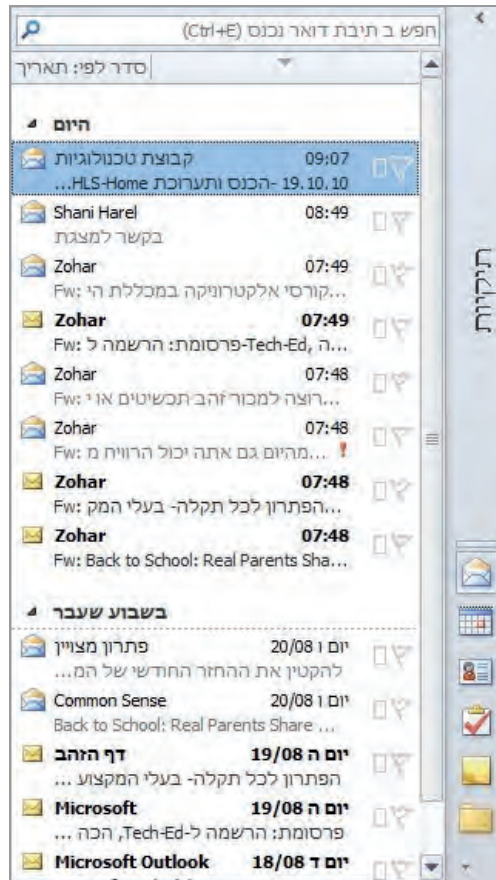 חפש ב תיבת דואר נכנס (Ctrl+E)
סדר לפי: תאריך
היום
קבוצת טכנולוגיות 09:07
19.10.10 -הכנס ותערוכת HLS-Home...
Shani Harel 08:49
בקשר למצגת
Zohar 07:49
Fw: קורסי אלקטרוניקה במכללת הי...
Zohar 07:49
Fw: פרסומת: הרשמה ל-Tech-Ed, ה...
Zohar 07:48
Fw: רוצה למכור זהב תכשיטים או י...
Zohar 07:48
Fw: מהיום גם אתה יכול הרוויח מ...
Zohar 07:48
Fw: הפתרון לכל תקלה- בעלי המק...
Zohar 07:48
Fw: Back to School: Real Parents Sha...
בשבוע שעבר
פתרון מצויין יום ו 20/08
להקטין את ההחזר החודשי של המ...
Common Sense יום ו 20/08
Back to School: Real Parents Share ...
דף הזהב יום ה 19/08
הפתרון לכל תקלה- בעלי המקצוע ...
Microsoft יום ה 19/08
פרסומת: הרשמה ל-Tech-Ed, הכה ...
Microsoft Outlook יום ד 18/08
תיקיות